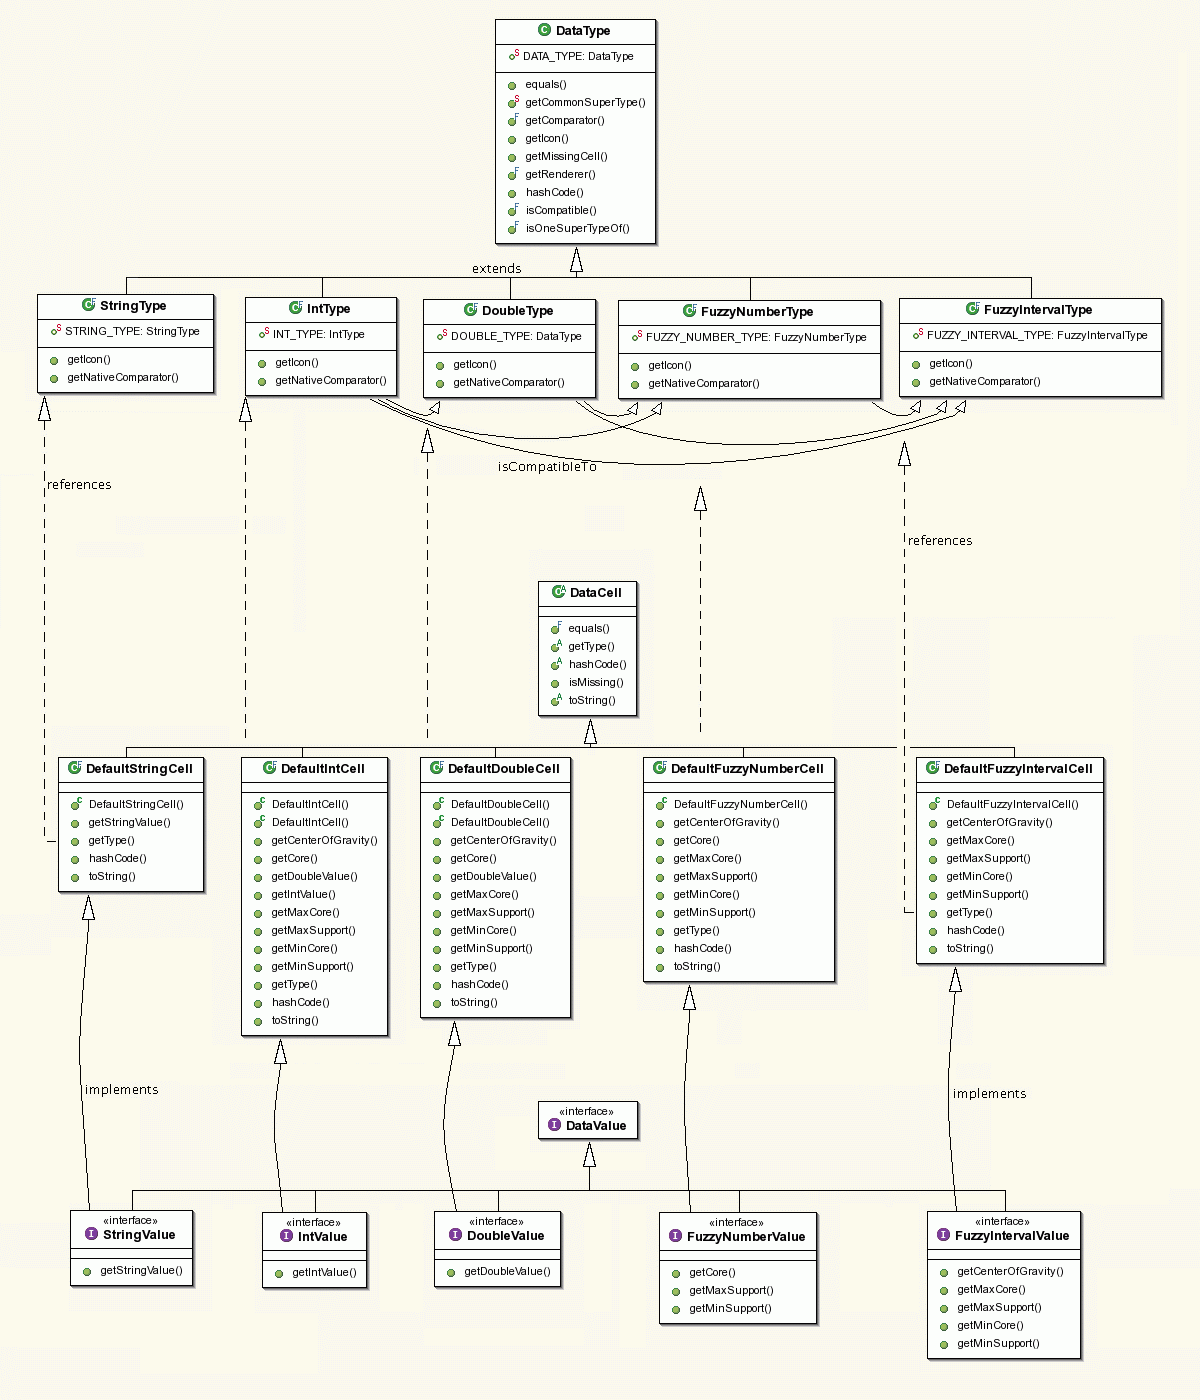 DataType
DATA_TYPE: DataType
equals()
getCommonSuperType()
getComparator()
getIcon()
getMissingCell()
getRenderer()
hashCode()
isCompatible()
isOneSuperTypeOf()
extends
StringType
STRING_TYPE: StringType
getIcon()
getNativeComparator()
IntType
INT_TYPE: IntType
getIcon()
getNativeComparator()
DoubleType
DOUBLE_TYPE: DataType
getIcon()
getNativeComparator()
FuzzyNumberType
FUZZY_NUMBER_TYPE: FuzzyNumberType
getIcon()
getNativeComparator()
FuzzyIntervalType
FUZZY_INTERVAL_TYPE: FuzzyIntervalType
getIcon()
getNativeComparator()
isCompatibleTo
references
references
DataCell
equals()
getType()
hashCode()
isMissing()
toString()
DefaultStringCell
DefaultStringCell()
getStringValue()
getType()
hashCode()
toString()
DefaultIntCell
DefaultIntCell()
DefaultIntCell()
getCenterOfGravity()
getCore()
getDoubleValue()
getIntValue()
getMaxCore()
getMaxSupport()
getMinCore()
getMinSupport()
getType()
hashCode()
toString()
DefaultDoubleCell
DefaultDoubleCell()
DefaultDoubleCell()
getCenterOfGravity()
getCore()
getDoubleValue()
getMaxCore()
getMaxSupport()
getMinCore()
getMinSupport()
getType()
hashCode()
toString()
DefaultFuzzyNumberCell
DefaultFuzzyNumberCell()
getCenterOfGravity()
getCore()
getMaxCore()
getMaxSupport()
getMinCore()
getMinSupport()
getType()
hashCode()
toString()
DefaultFuzzyIntervalCell
DefaultFuzzyIntervalCell()
getCenterOfGravity()
getMaxCore()
getMaxSupport()
getMinCore()
getMinSupport()
getType()
hashCode()
toString()
implements
implements
«interface»
DataValue
«interface»
StringValue
getStringValue()
«interface»
IntValue
getIntValue()
«interface»
DoubleValue
getDoubleValue()
«interface»
FuzzyNumberValue
getCore()
getMaxSupport()
getMinSupport()
«interface»
FuzzyIntervalValue
getCenterOfGravity()
getMaxCore()
getMaxSupport()
getMinCore()
getMinSupport()